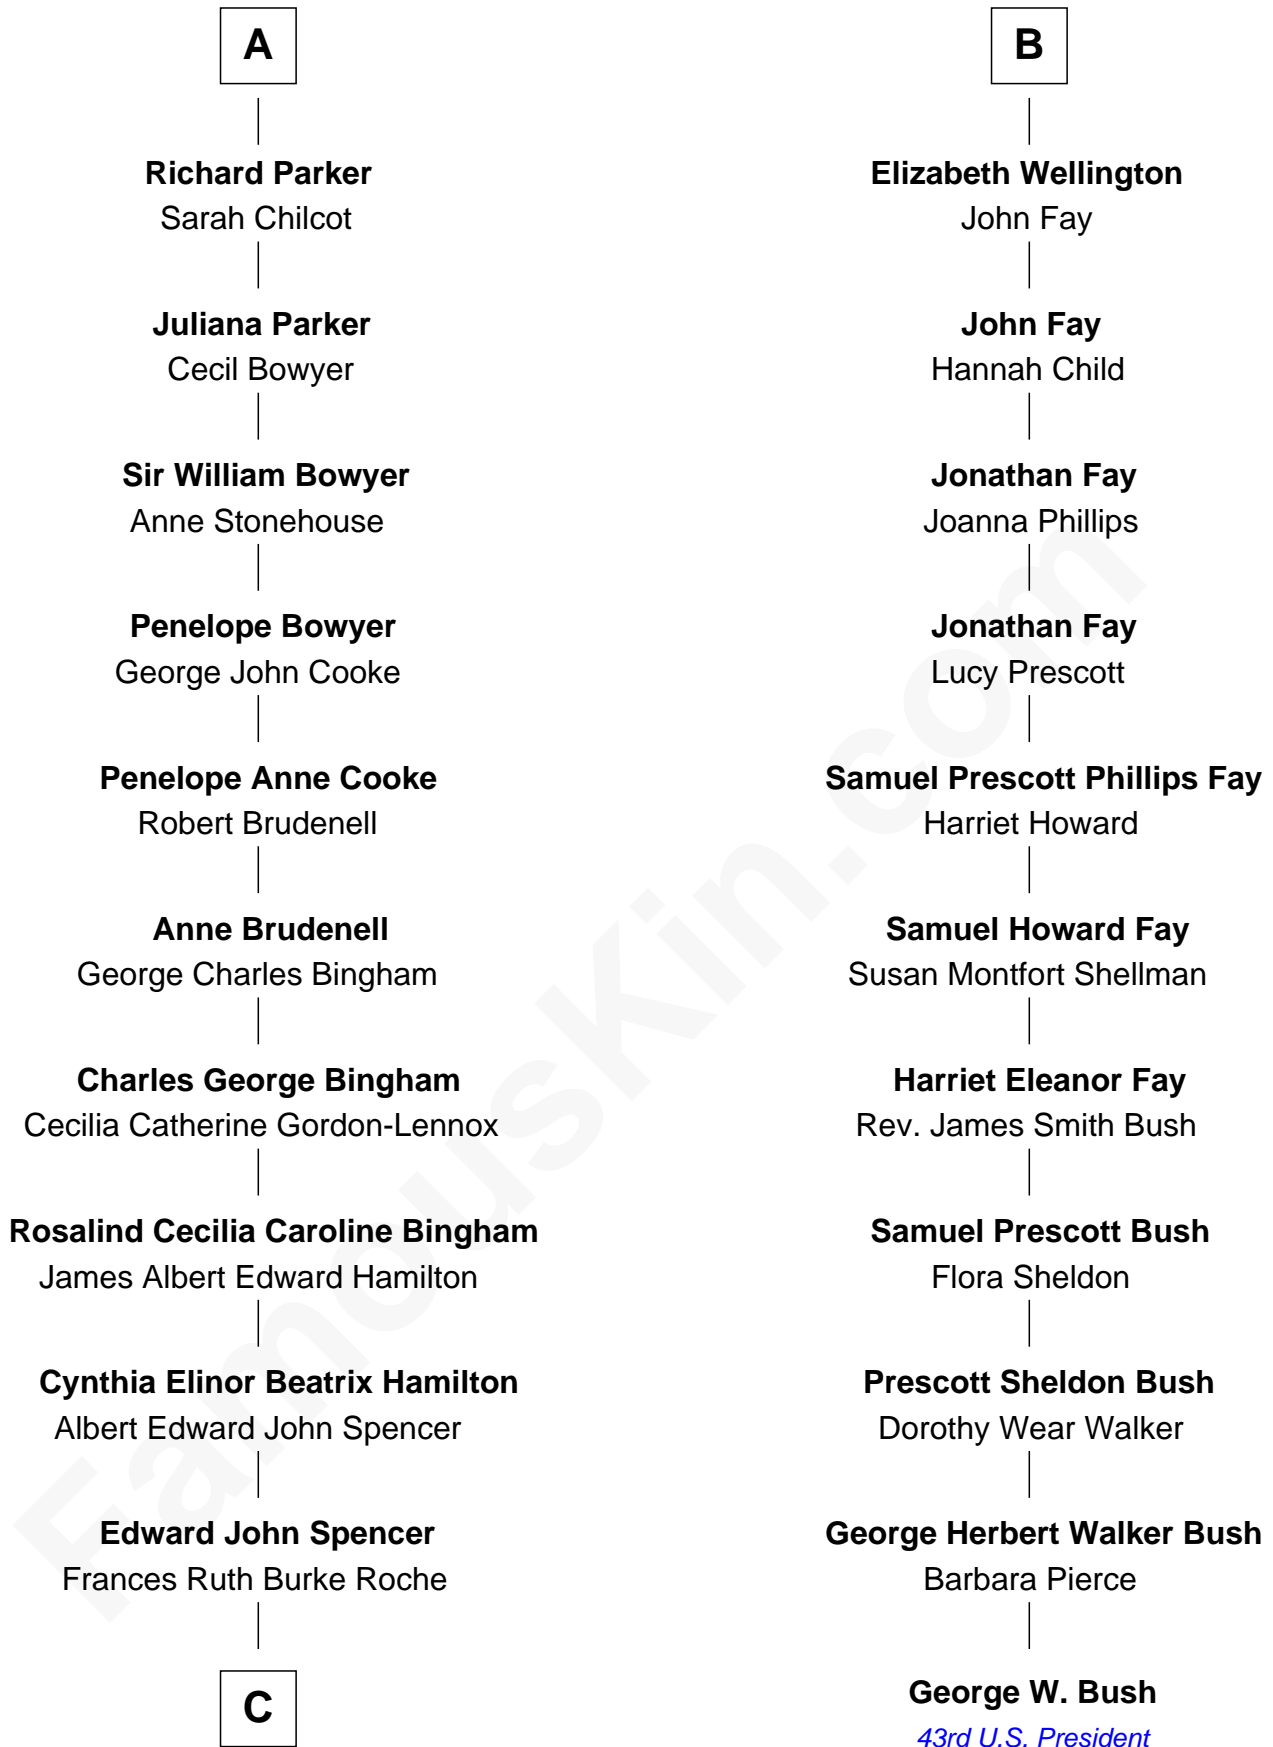 A
Richard Parker
Sarah Chilcot
Juliana Parker
Cecil Bowyer
Sir William Bowyer
Anne Stonehouse
Penelope Bowyer
George John Cooke
Penelope Anne Cooke
Robert Brudenell
Anne Brudenell
George Charles Bingham
Charles George Bingham
Cecilia Catherine Gordon-Lennox
Rosalind Cecilia Caroline Bingham
James Albert Edward Hamilton
Cynthia Elinor Beatrix Hamilton
Albert Edward John Spencer
Edward John Spencer
Frances Ruth Burke Roche
C
B
Elizabeth Wellington
John Fay
John Fay
Hannah Child
Jonathan Fay
Joanna Phillips
Jonathan Fay
Lucy Prescott
Samuel Prescott Phillips Fay
Harriet Howard
Samuel Howard Fay
Susan Montfort Shellman
Harriet Eleanor Fay
Rev. James Smith Bush
Samuel Prescott Bush
Flora Sheldon
Prescott Sheldon Bush
Dorothy Wear Walker
George Herbert Walker Bush
Barbara Pierce
George W. Bush
43rd U.S. President
FamousKin.com